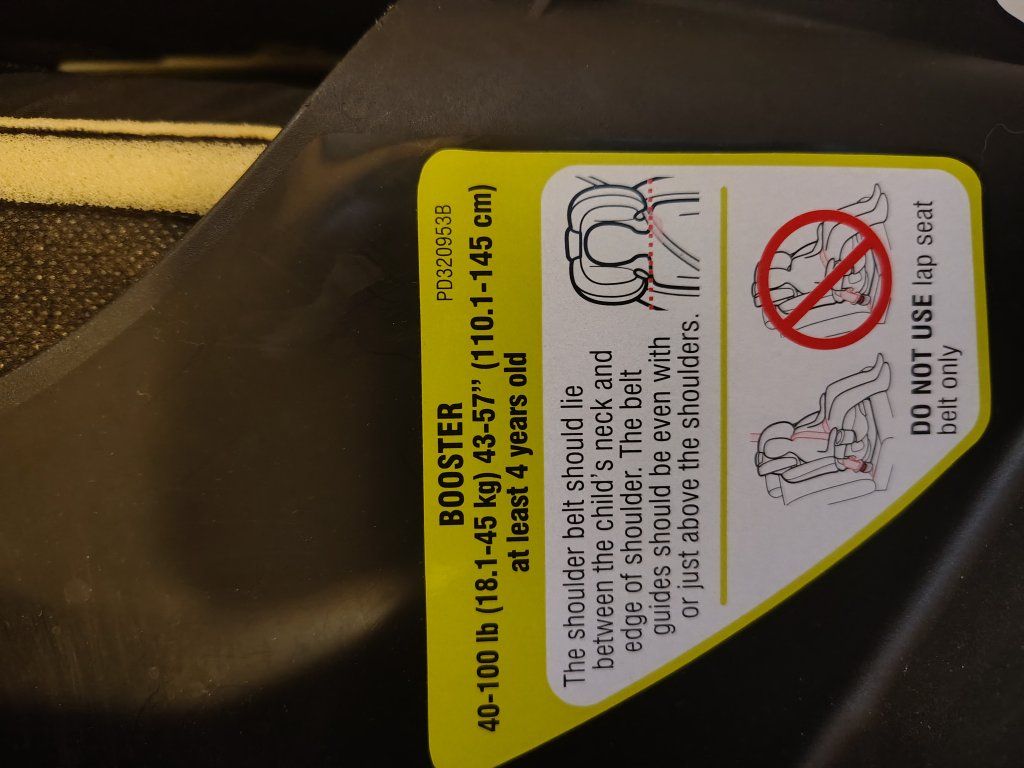 PD320953B
BOOSTER
40-100 lb (18.1-45 kg) 43-57” (110.1-145 cm)
at least 4 years old
The shoulder belt should lie
between the child’s neck and
edge of shoulder. The belt
guides should be even with
or just above the shoulders.
DO NOT USE lap seat
belt only